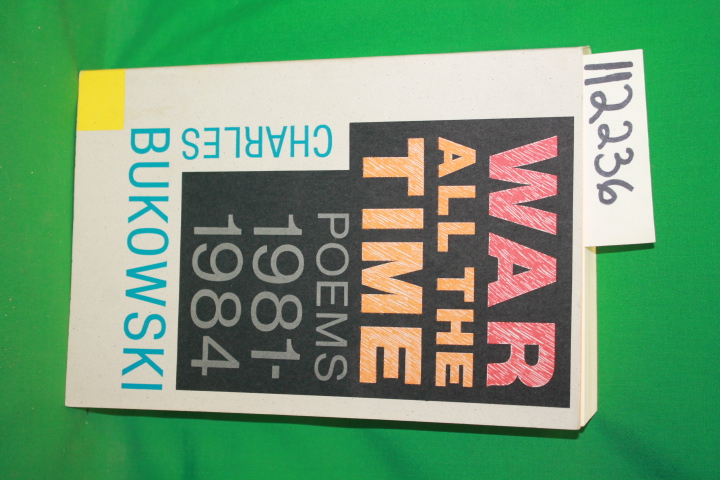 112236
WAR
ALL THE
TIME
POEMS
1981-
1984
CHARLES
BUKOWSKI